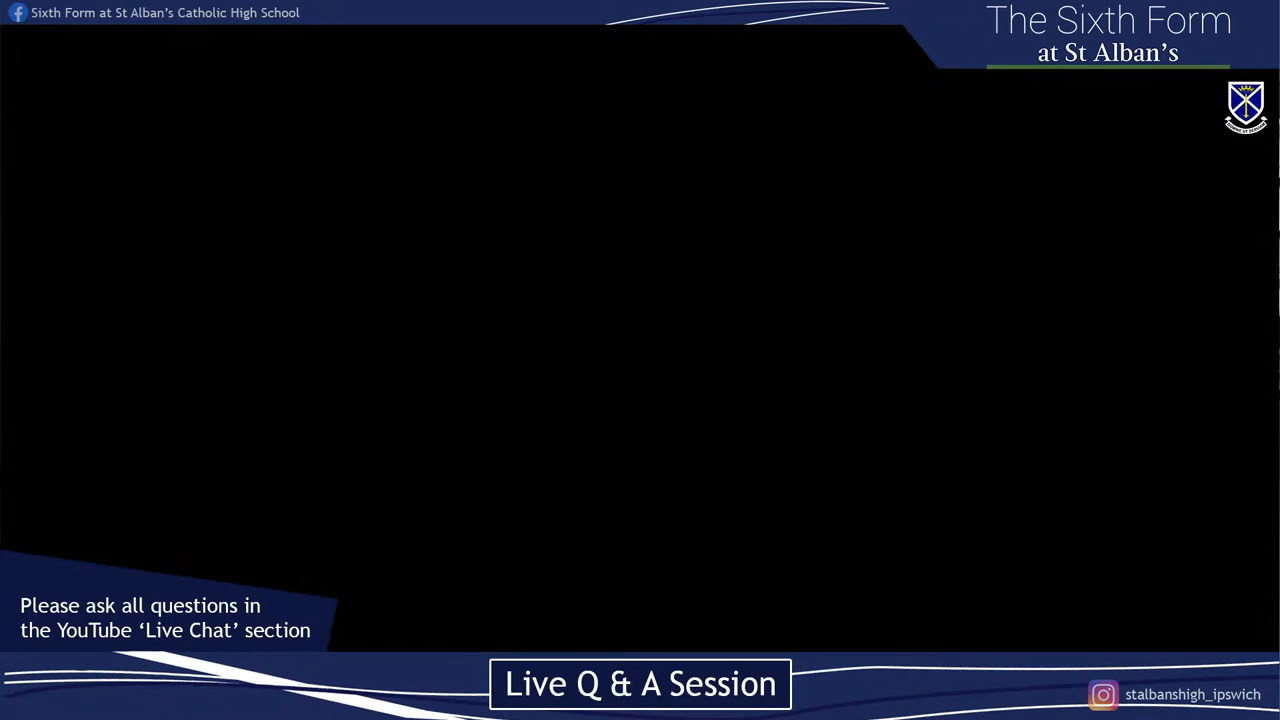 Sixth Form at St Alban's Catholic High School
The Sixth Form
at St Alban's
Please ask all questions in
the YouTube ‘Live Chat’ section
Live Q & A Session
stalbanshigh_ipswich